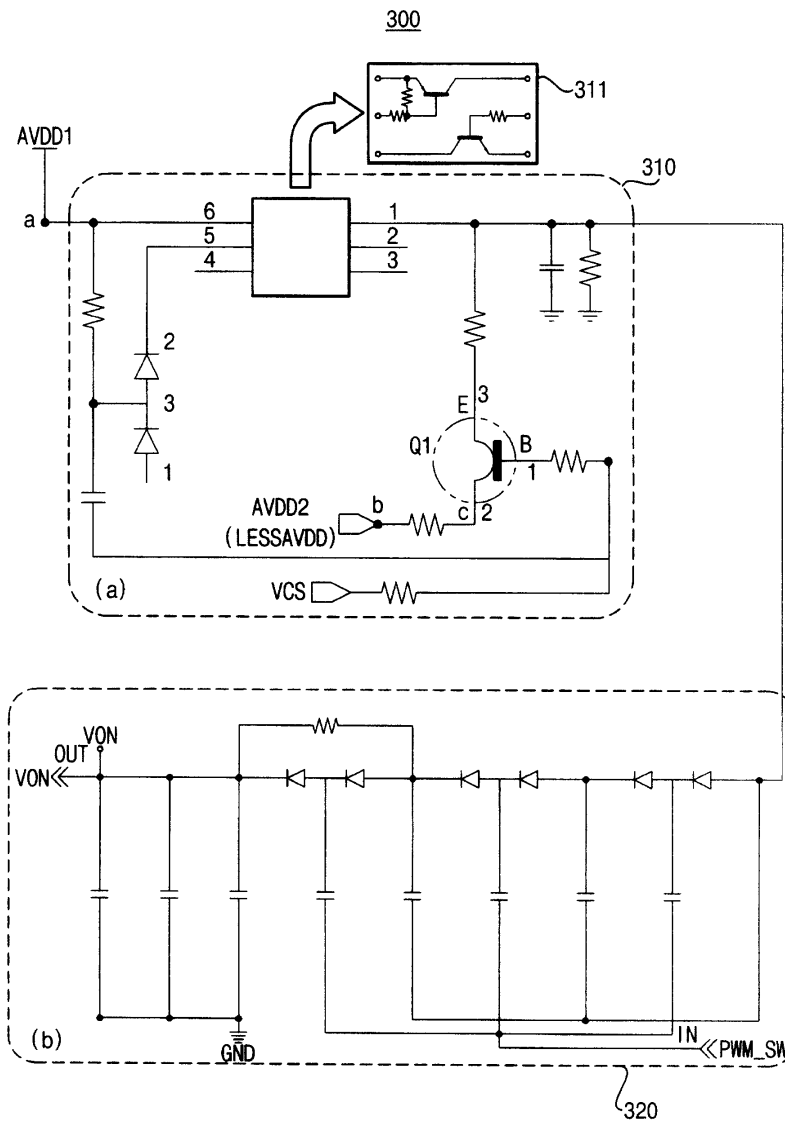 300
311
AVDD1
310
a
6 1
5 2
4 3
2
3
1
E 3
Q1 B
1
AVDD2 b
(LESSAVDD)
c 2
(a)
VCS
VON
OUT
VON
IN
(b)
GND
PWM_SW
320